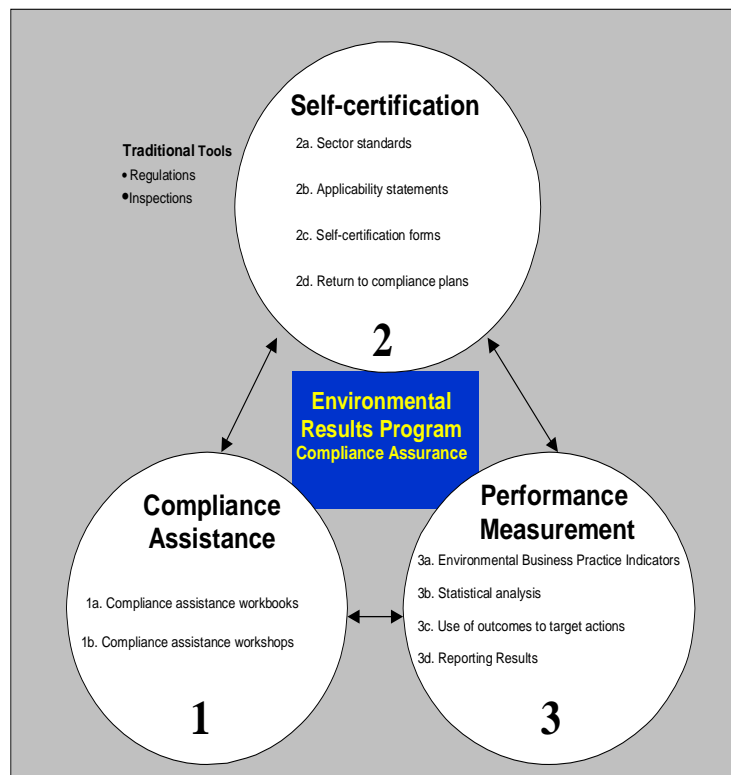 Self-certification
2a. Sector standards
2b. Applicability statements
2c. Self-certification forms
2d. Return to compliance plans
2
Traditional Tools
• Regulations
•Inspections
Environmental
Results Program
Compliance Assurance
Compliance
Assistance
1a. Compliance assistance workbooks
1b. Compliance assistance workshops
1
Performance
Measurement
3a. Environmental Business Practice Indicators
3b. Statistical analysis
3c. Use of outcomes to target actions
3d. Reporting Results
3